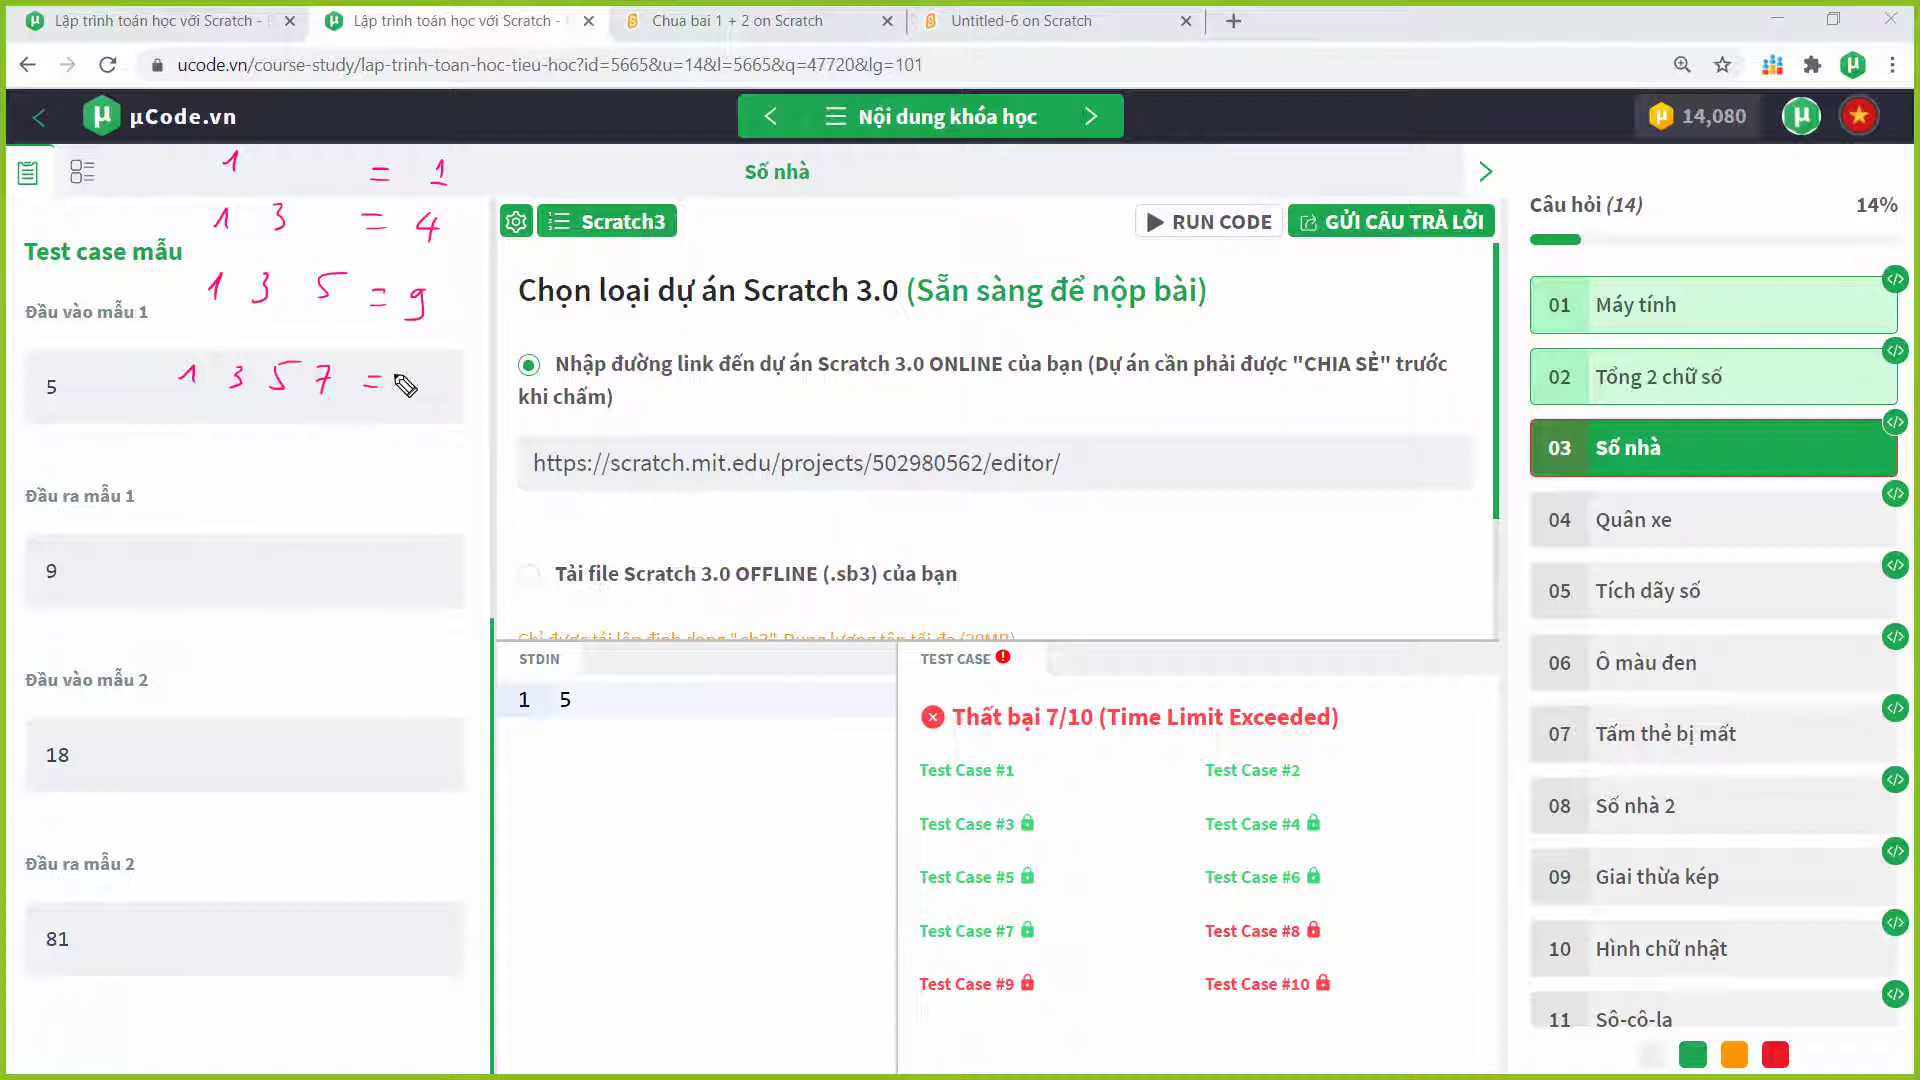 Lập trình toán học với Scratch -
Lập trình toán học với Scratch -
Chua bai 1 + 2 on Scratch
Untitled-6 on Scratch
ucode.vn/course-study/lap-trinh-toan-hoc-tieu-hoc?id=5665&u=14&l=5665&q=47720&lg=101
µCode.vn
Nội dung khóa học
14,080
Số nhà
1 = 1
1 3 = 4
1 3 5 = 9
1 3 5 7 =
Test case mẫu
Đầu vào mẫu 1
5
Đầu ra mẫu 1
9
Đầu vào mẫu 2
18
Đầu ra mẫu 2
81
Scratch3
RUN CODE
GỬI CÂU TRẢ LỜI
Chọn loại dự án Scratch 3.0 (Sẵn sàng để nộp bài)
Nhập đường link đến dự án Scratch 3.0 ONLINE của bạn (Dự án cần phải được "CHIA SẺ" trước
khi chấm)
https://scratch.mit.edu/projects/502980562/editor/
Tải file Scratch 3.0 OFFLINE (.sb3) của bạn
STDIN
1 5
TEST CASE
Thất bại 7/10 (Time Limit Exceeded)
Test Case #1
Test Case #2
Test Case #3
Test Case #4
Test Case #5
Test Case #6
Test Case #7
Test Case #8
Test Case #9
Test Case #10
Câu hỏi (14)
14%
01 Máy tính
02 Tổng 2 chữ số
03 Số nhà
04 Quân xe
05 Tích dãy số
06 Ô màu đen
07 Tấm thẻ bị mất
08 Số nhà 2
09 Giai thừa kép
10 Hình chữ nhật
11 Sô-cô-la